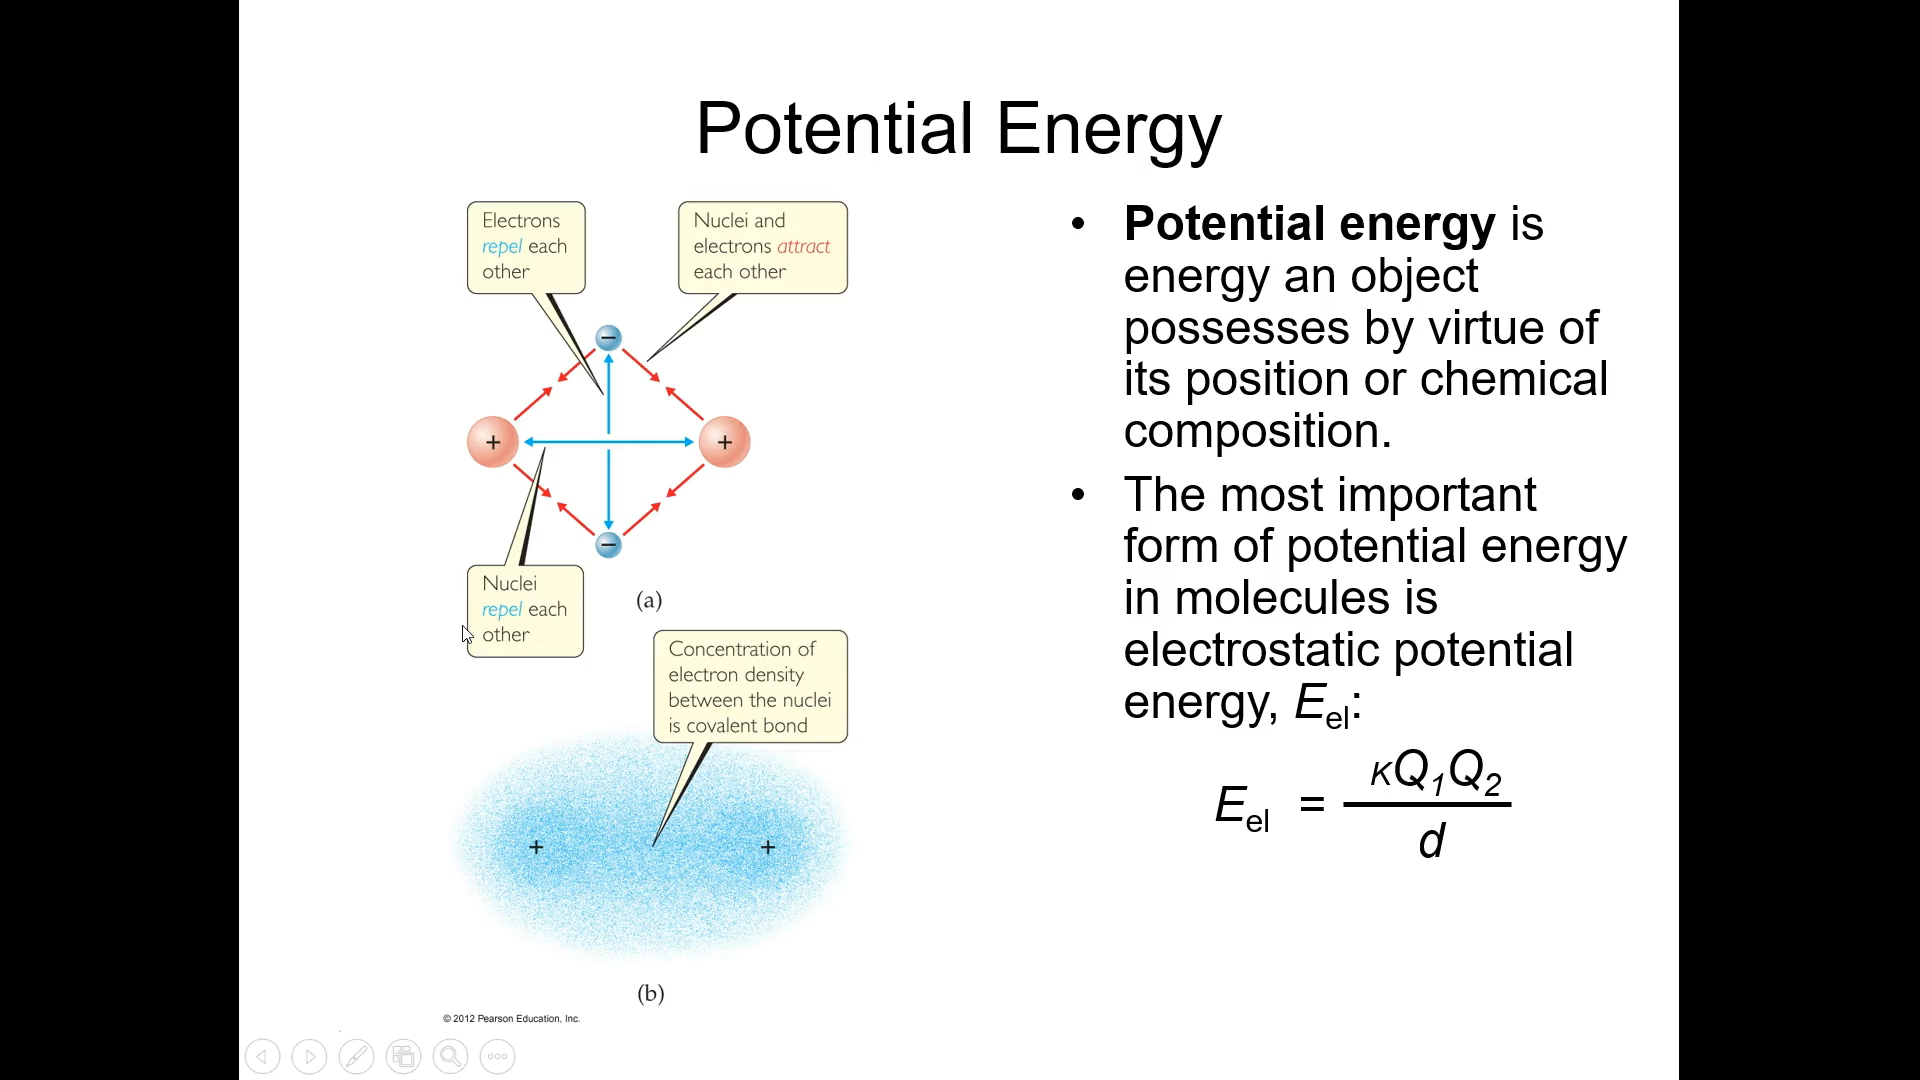 Potential Energy
Electrons
repel each
other
Nuclei and
electrons attract
each other
−
+
+
−
Nuclei
repel each
other
(a)
Concentration of
electron density
between the nuclei
is covalent bond
+
+
(b)
© 2012 Pearson Education, Inc.
• Potential energy is
energy an object
possesses by virtue of
its position or chemical
composition.
• The most important
form of potential energy
in molecules is
electrostatic potential
energy, Eel:
Eel = κQ1Q2
d